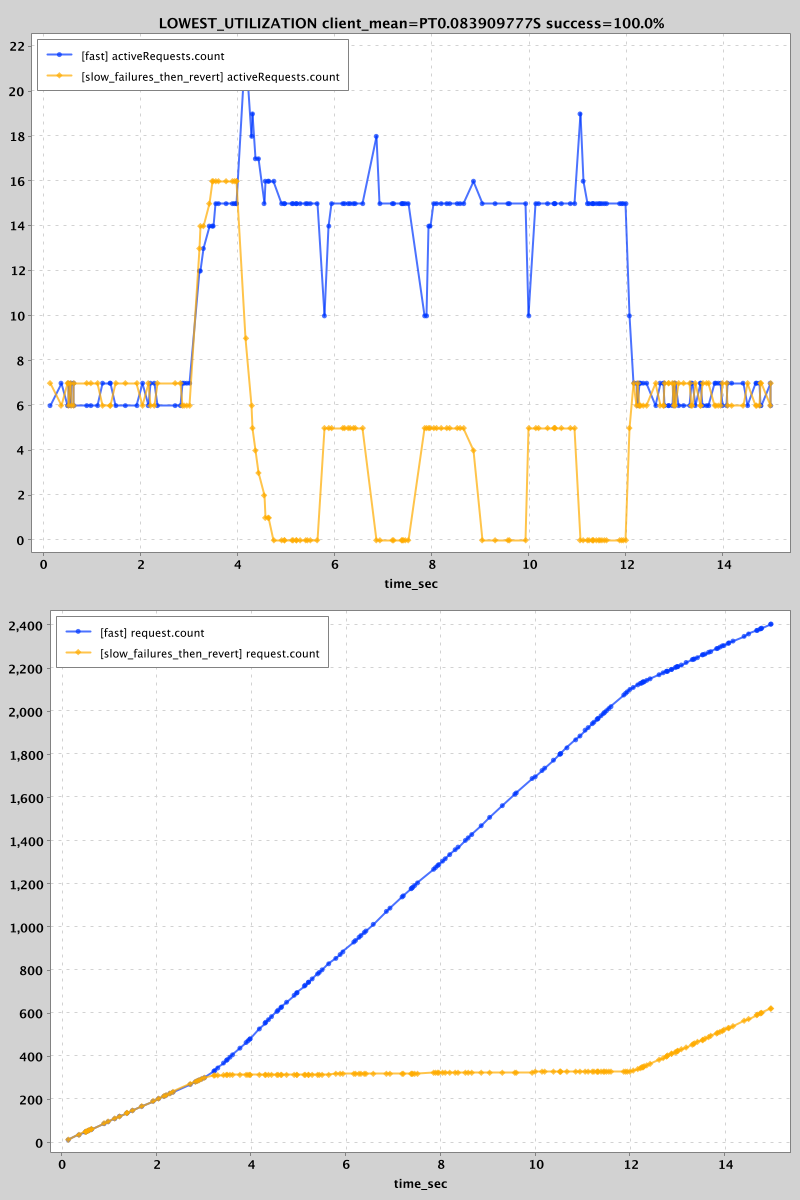 LOWEST_UTILIZATION client_mean=PT0.083909777S success=100.0%
[fast] activeRequests.count
[slow_failures_then_revert] activeRequests.count
22
20
18
16
14
12
10
8
6
4
2
0
0 2 4 6 8 10 12 14
time_sec
[fast] request.count
[slow_failures_then_revert] request.count
2,400
2,200
2,000
1,800
1,600
1,400
1,200
1,000
800
600
400
200
0
0 2 4 6 8 10 12 14
time_sec